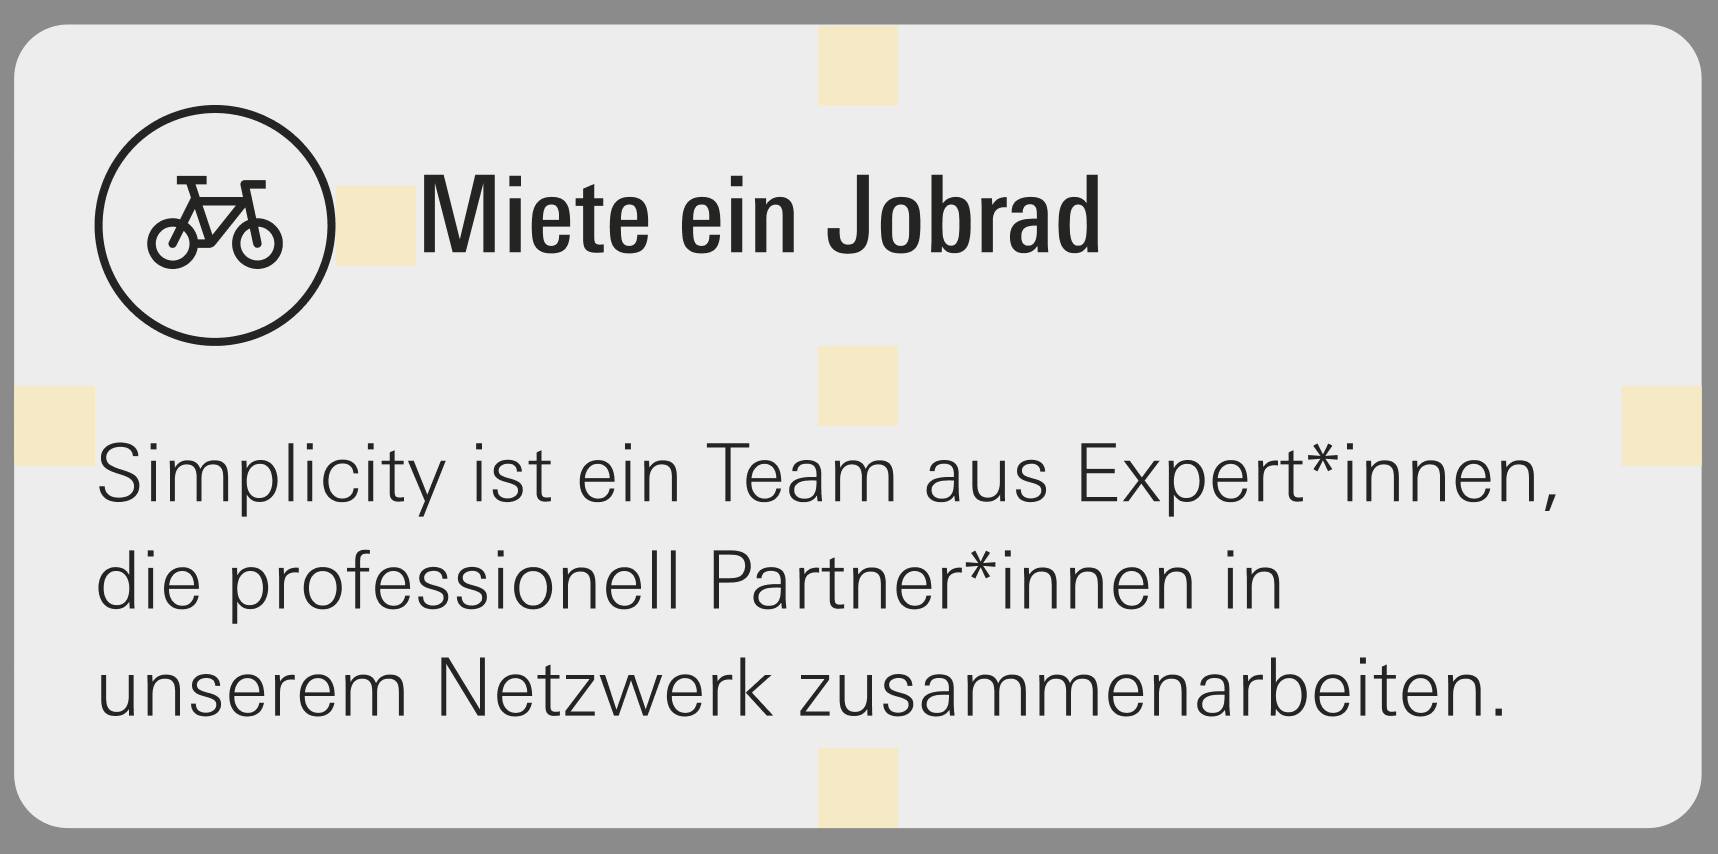 Miete ein Jobrad
Simplicity ist ein Team aus Expert*innen,
die professionell Partner*innen in
unserem Netzwerk zusammenarbeiten.